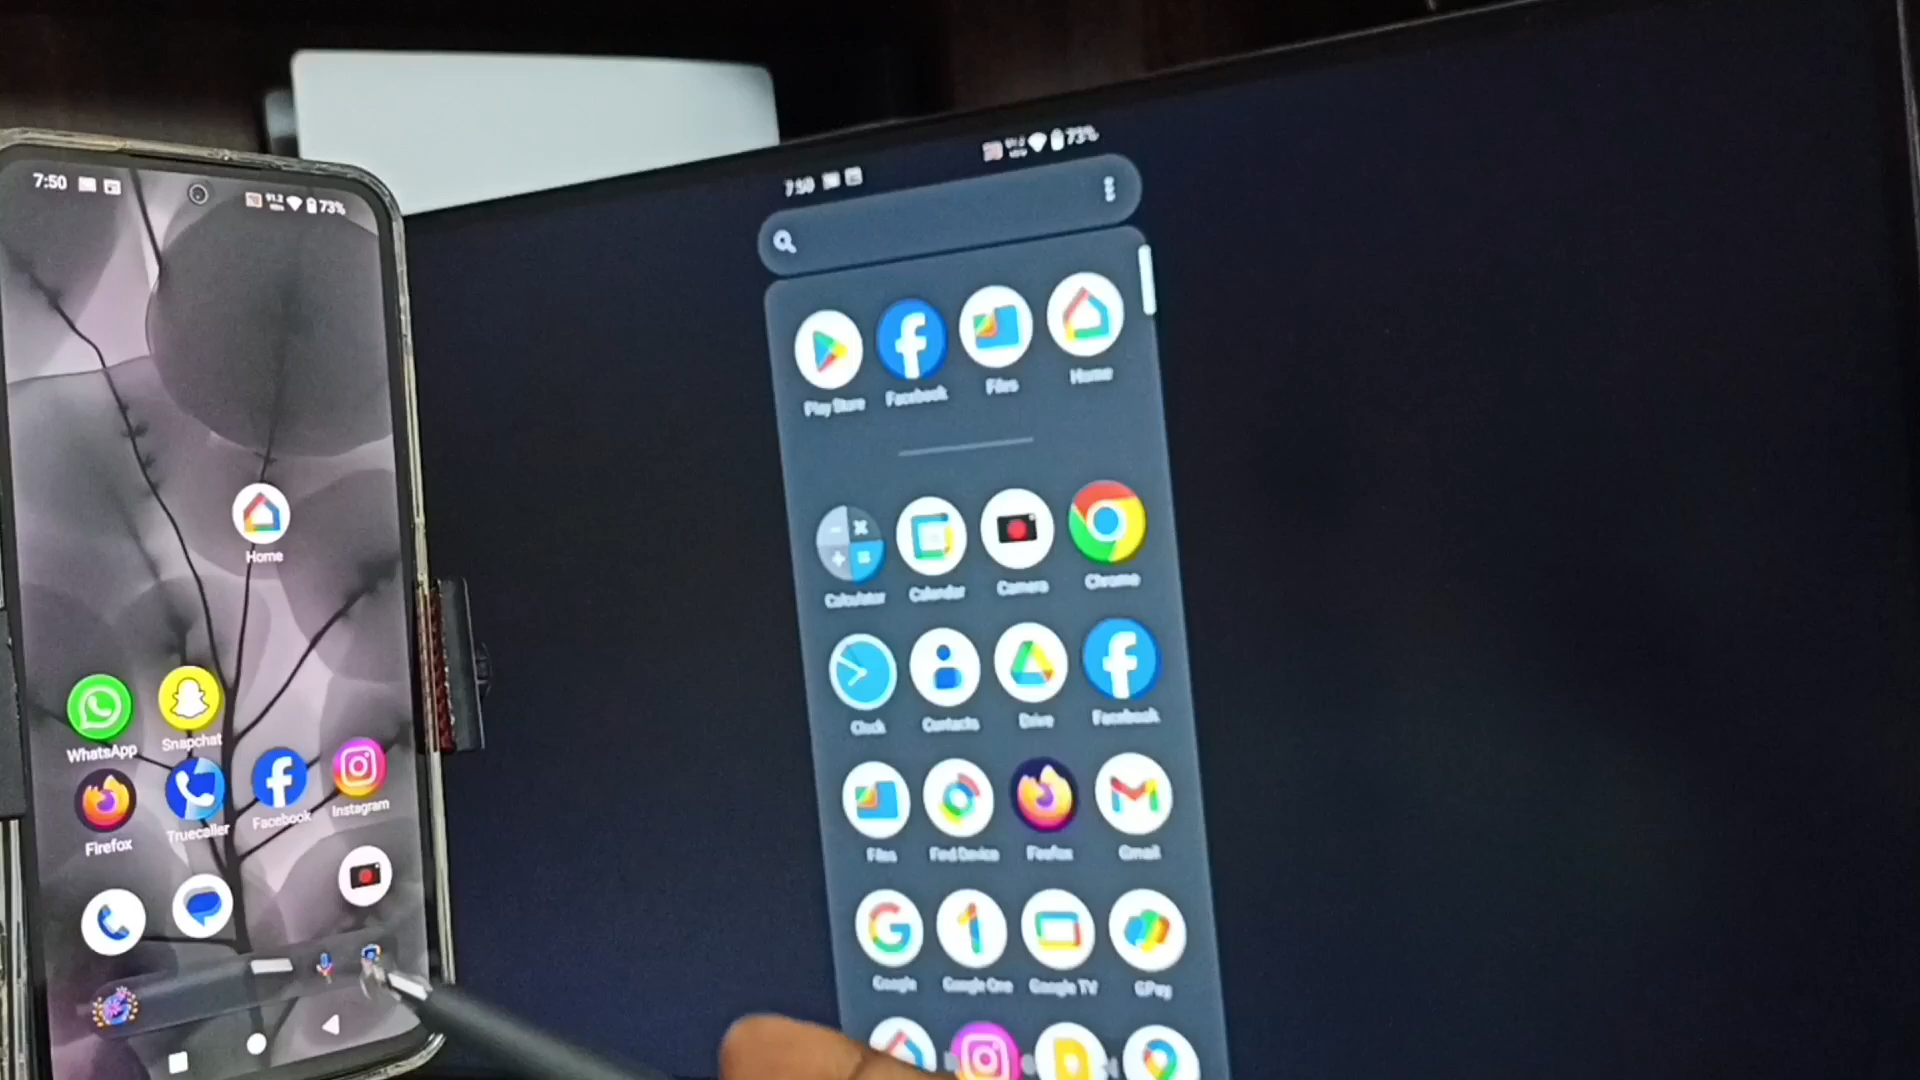 7:50
73%
Home
WhatsApp Snapchat
Firefox Truecaller Facebook Instagram
7:50
73%
Play Store Facebook Files Home
Calculator Calendar Camera Chrome
Clock Contacts Drive Facebook
Files Find Device Firefox Gmail
Google Google One Google TV GPay